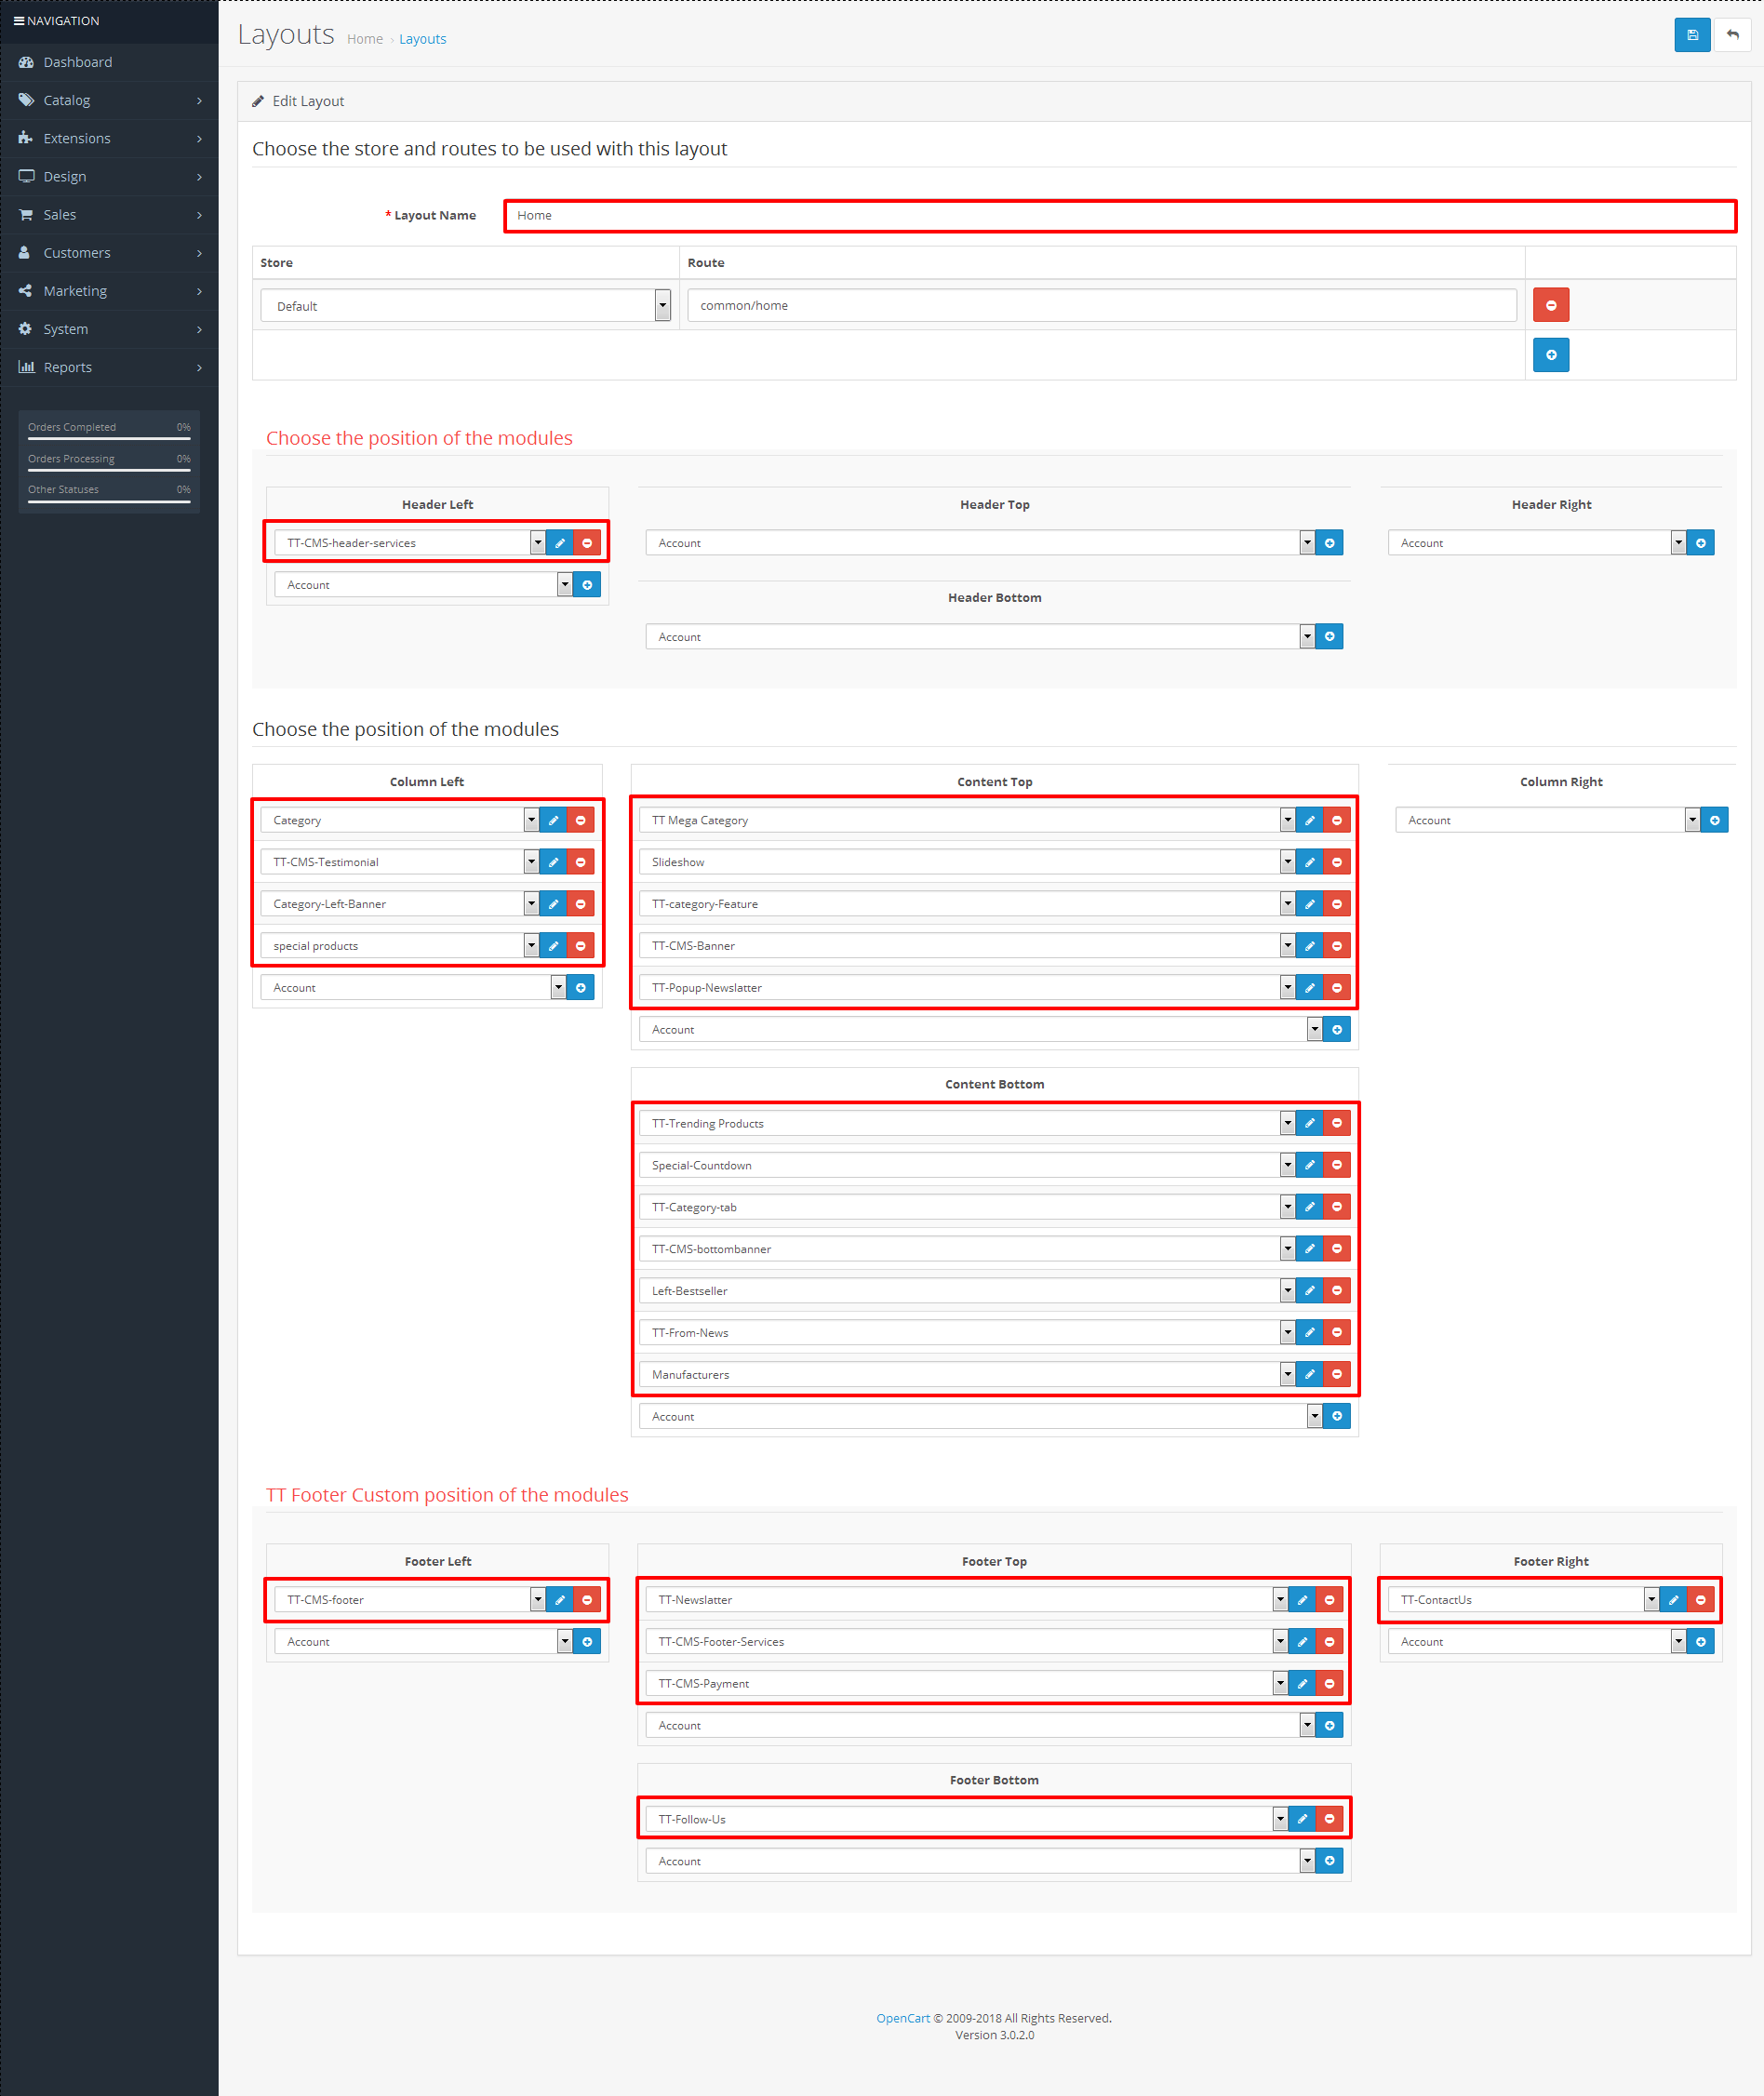 NAVIGATION
Dashboard
Catalog
Extensions
Design
Sales
Customers
Marketing
System
Reports
Orders Completed 0%
Orders Processing 0%
Other Statuses 0%
Layouts Home › Layouts
Edit Layout
Choose the store and routes to be used with this layout
* Layout Name Home
Store Route
Default common/home
Choose the position of the modules
Header Left
TT-CMS-header-services
Account
Header Top
Account
Header Bottom
Account
Header Right
Account
Choose the position of the modules
Column Left
Category
TT-CMS-Testimonial
Category-Left-Banner
special products
Account
Content Top
TT Mega Category
Slideshow
TT-category-Feature
TT-CMS-Banner
TT-Popup-Newslatter
Account
Content Bottom
TT-Trending Products
Special-Countdown
TT-Category-tab
TT-CMS-bottombanner
Left-Bestseller
TT-From-News
Manufacturers
Account
Column Right
Account
TT Footer Custom position of the modules
Footer Left
TT-CMS-footer
Account
Footer Top
TT-Newslatter
TT-CMS-Footer-Services
TT-CMS-Payment
Account
Footer Bottom
TT-Follow-Us
Account
Footer Right
TT-ContactUs
Account
OpenCart © 2009-2018 All Rights Reserved.
Version 3.0.2.0